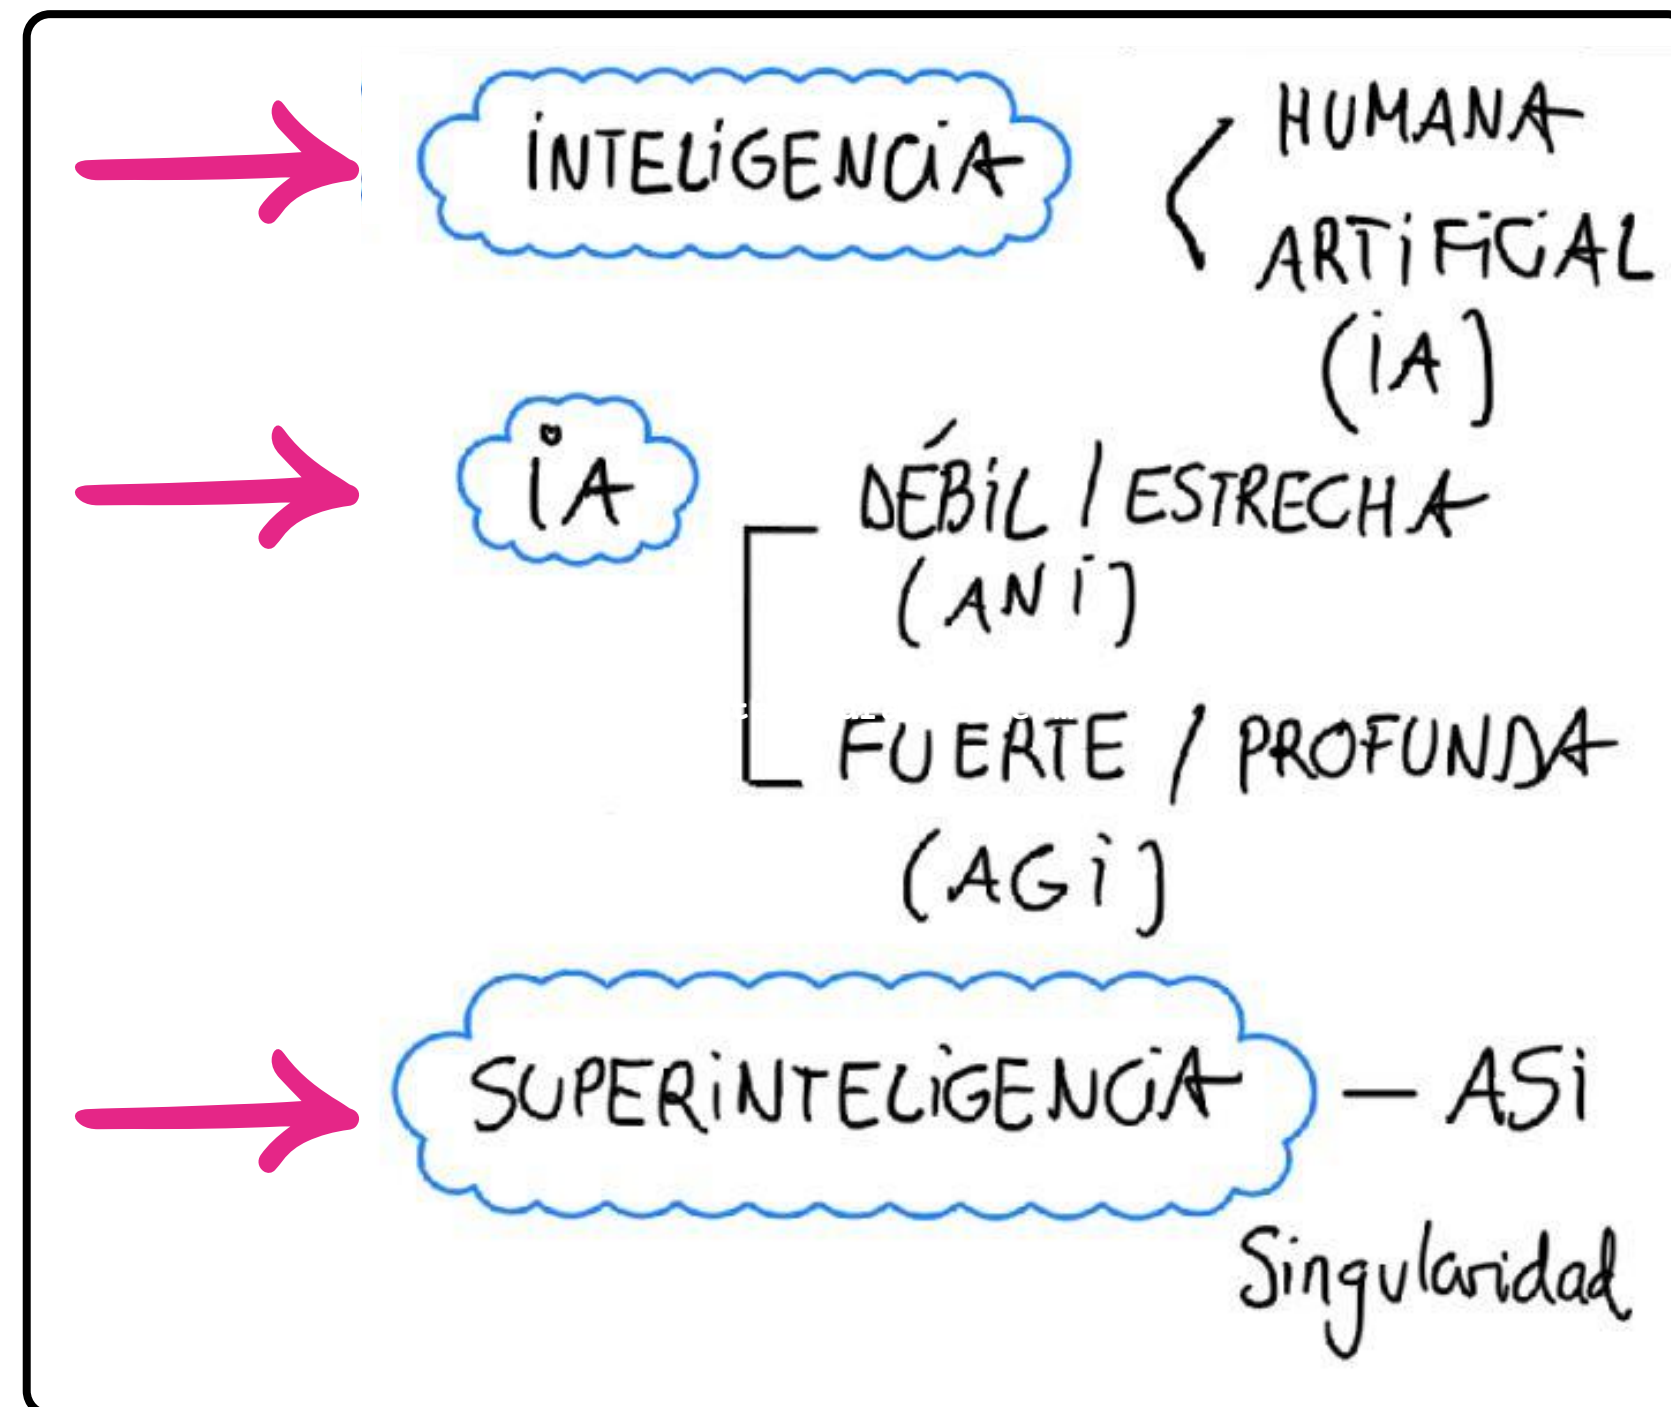 INTELIGENCIA
HUMANA
ARTIFICIAL
(IA)
IA
DÉBIL / ESTRECHA
(ANI)
FUERTE / PROFUNDA
(AGI)
SUPERINTELIGENCIA — ASI
Singularidad